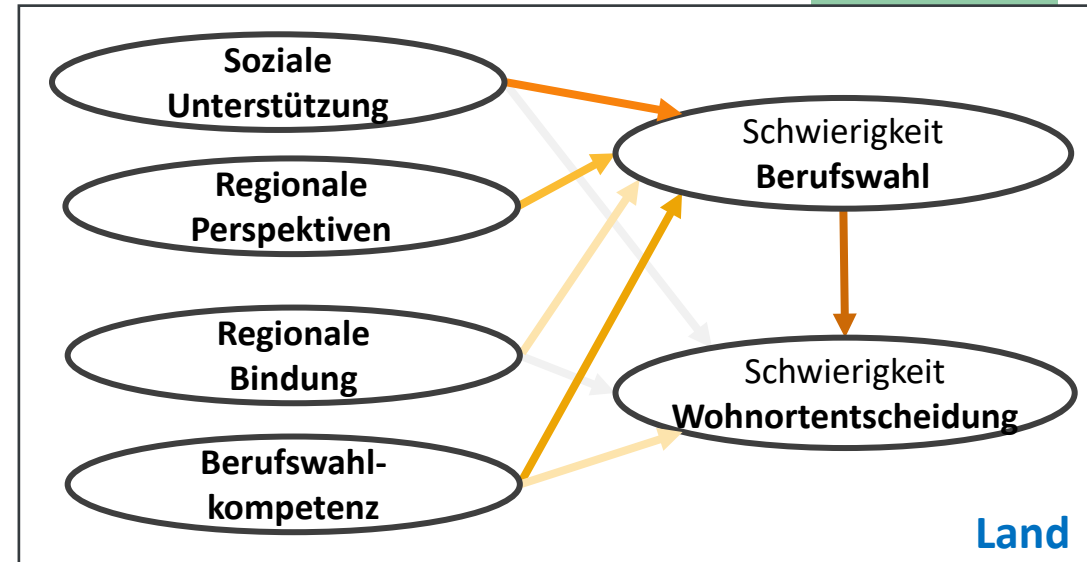 Soziale
Unterstützung
Regionale
Perspektiven
Regionale
Bindung
Berufswahl-
kompetenz
Schwierigkeit
Berufswahl
Schwierigkeit
Wohnortentscheidung
Land